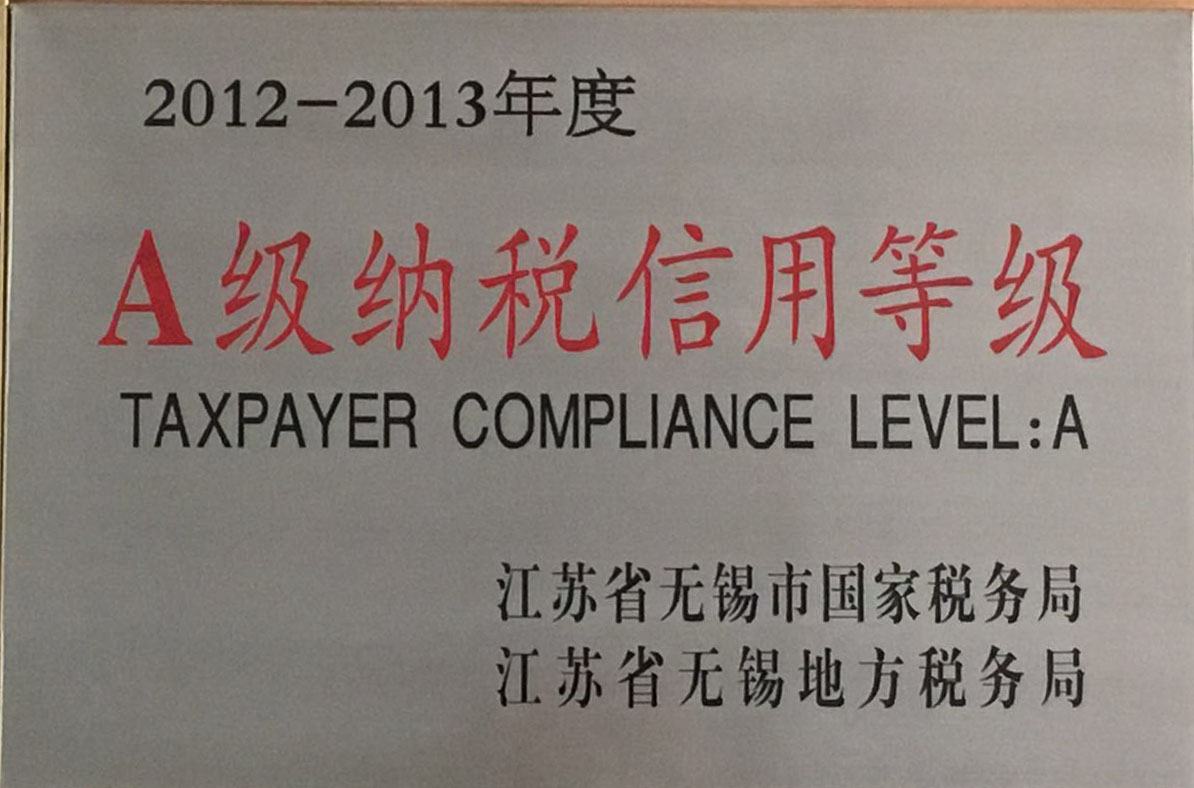 2012-2013年度
A级纳税信用等级
TAXPAYER COMPLIANCE LEVEL:A
江苏省无锡市国家税务局
江苏省无锡地方税务局